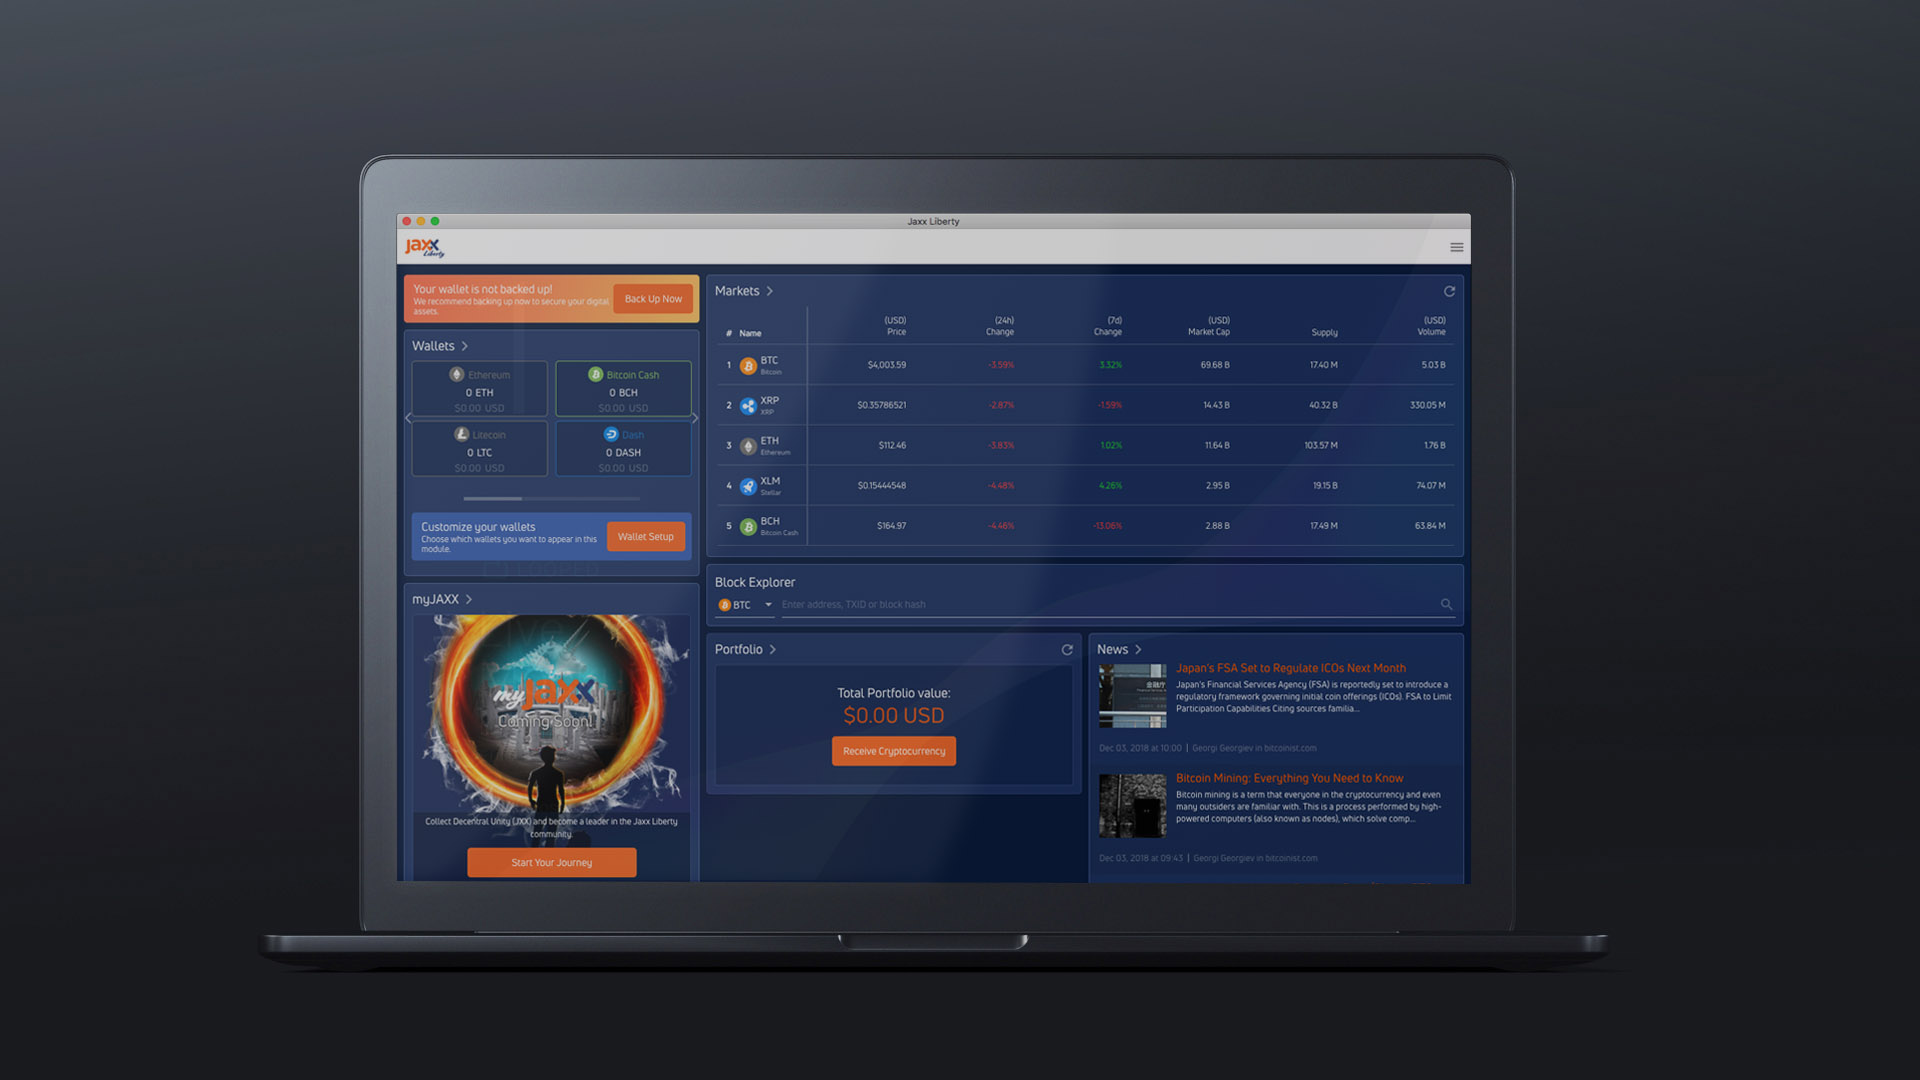 Jaxx Liberty
jaxx
Liberty
Your wallet is not backed up!
We recommend backing up now to secure your digital
assets.
Back Up Now
Wallets
Ethereum
0 ETH
$0.00 USD
Bitcoin Cash
0 BCH
$0.00 USD
Litecoin
0 LTC
$0.00 USD
Dash
0 DASH
$0.00 USD
Customize your wallets
Choose which wallets you want to appear in this
module.
Wallet Setup
myJAXX
my jaxx
Coming Soon!
Collect Decentral Unity (JXX) and become a leader in the Jaxx Liberty
community.
Start Your Journey
Markets
# Name (USD) Price (24h) Change (7d) Change (USD) Market Cap Supply (USD) Volume
1 BTC Bitcoin $4,003.59 -3.59% 3.32% 69.68 B 17.40 M 5.03 B
2 XRP XRP $0.35786521 -2.87% -1.59% 14.43 B 40.32 B 330.05 M
3 ETH Ethereum $112.46 -3.83% 1.02% 11.64 B 103.57 M 1.76 B
4 XLM Stellar $0.15444548 -4.48% 4.26% 2.95 B 19.15 B 74.07 M
5 BCH Bitcoin Cash $164.97 -4.46% -13.06% 2.88 B 17.49 M 63.84 M
Block Explorer
BTC Enter address, TXID or block hash
Portfolio
Total Portfolio value:
$0.00 USD
Receive Cryptocurrency
News
Japan's FSA Set to Regulate ICOs Next Month
Japan's Financial Services Agency (FSA) is reportedly set to introduce a
regulatory framework governing initial coin offerings (ICOs). FSA to Limit
Participation Capabilities Citing sources familia...
Dec 03, 2018 at 10:00 | Georgi Georgiev in bitcoinist.com
Bitcoin Mining: Everything You Need to Know
Bitcoin mining is a term that everyone in the cryptocurrency and even
many outsiders are familiar with. This is a process performed by high-
powered computers (also known as nodes), which solve comp...
Dec 03, 2018 at 09:43 | Georgi Georgiev in bitcoinist.com